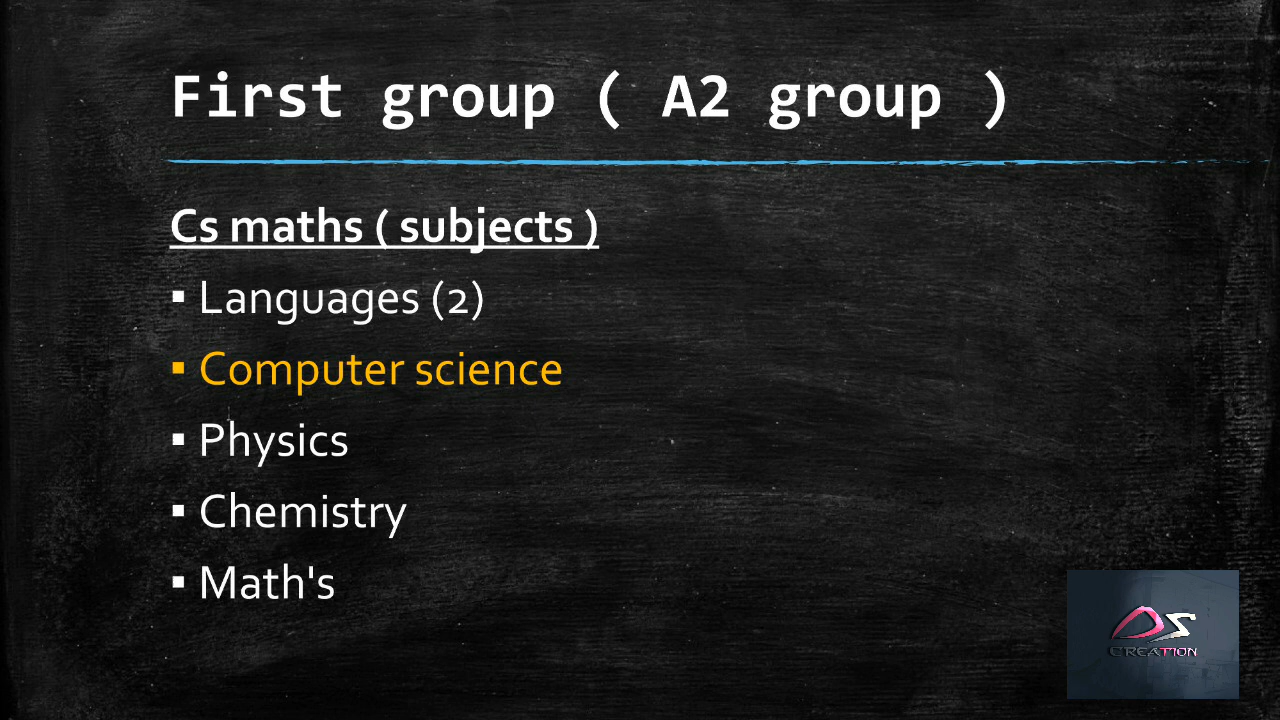 First group ( A2 group )
Cs maths ( subjects )
▪ Languages (2)
▪ Computer science
▪ Physics
▪ Chemistry
▪ Math's
DS
CREATION